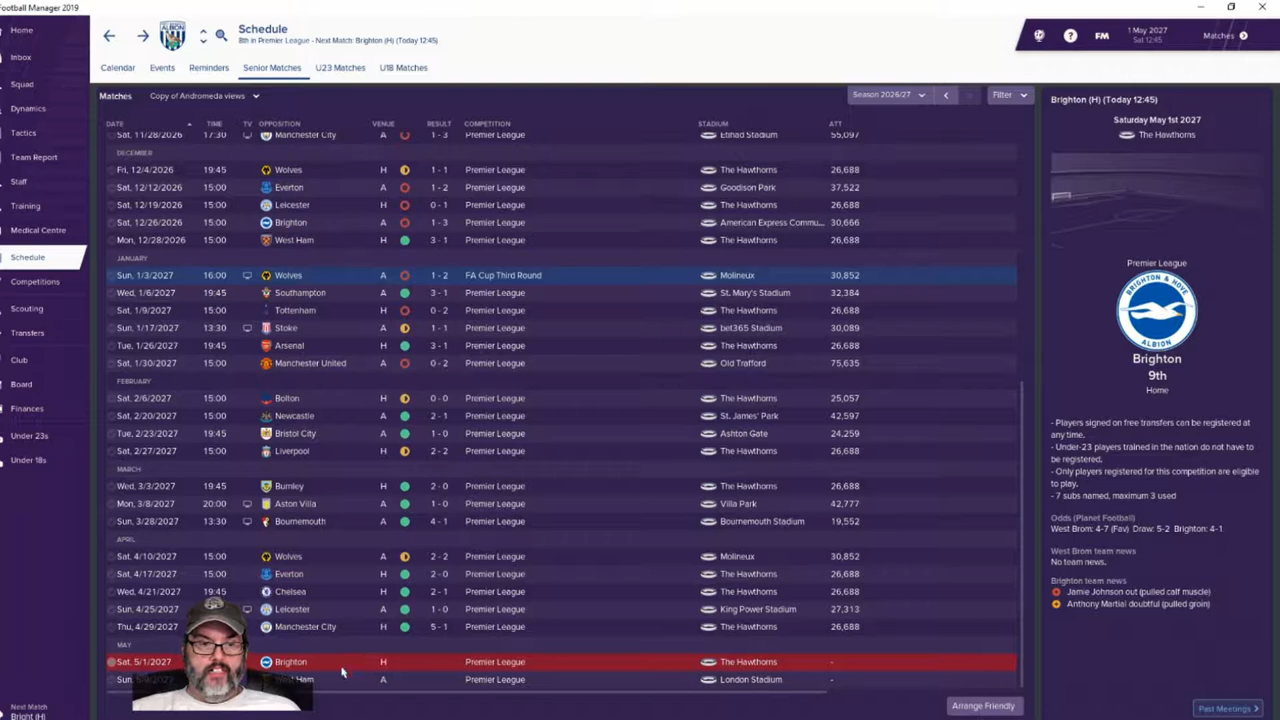 Football Manager 2019
Home
Inbox
Squad
Dynamics
Tactics
Team Report
Staff
Training
Medical Centre
Schedule
Competitions
Scouting
Transfers
Club
Board
Finances
Under 23s
Under 18s
Next Match
Bright (H)
ALBION
Schedule
8th in Premier League - Next Match: Brighton (H) (Today 12:45)
FM
1 May 2027
Sat 12:45
Matches
Calendar Events Reminders Senior Matches U23 Matches U18 Matches
Matches Copy of Andromeda views Season 2026/27 Filter
DATE TIME TV OPPOSITION VENUE RESULT COMPETITION STADIUM ATT
Sat, 11/28/2026 17:30 Manchester City A 1 - 3 Premier League Etihad Stadium 55,097
DECEMBER
Fri, 12/4/2026 19:45 Wolves H 1 - 1 Premier League The Hawthorns 26,688
Sat, 12/12/2026 15:00 Everton A 1 - 2 Premier League Goodison Park 37,522
Sat, 12/19/2026 15:00 Leicester H 0 - 1 Premier League The Hawthorns 26,688
Sat, 12/26/2026 15:00 Brighton A 1 - 3 Premier League American Express Commu... 30,666
Mon, 12/28/2026 15:00 West Ham H 3 - 1 Premier League The Hawthorns 26,688
JANUARY
Sun, 1/3/2027 16:00 Wolves A 1 - 2 FA Cup Third Round Molineux 30,852
Wed, 1/6/2027 19:45 Southampton A 3 - 1 Premier League St. Mary's Stadium 32,384
Sat, 1/9/2027 15:00 Tottenham H 0 - 2 Premier League The Hawthorns 26,688
Sun, 1/17/2027 13:30 Stoke A 1 - 1 Premier League bet365 Stadium 30,089
Tue, 1/26/2027 19:45 Arsenal H 3 - 1 Premier League The Hawthorns 26,688
Sat, 1/30/2027 15:00 Manchester United A 0 - 2 Premier League Old Trafford 75,635
FEBRUARY
Sat, 2/6/2027 15:00 Bolton H 0 - 0 Premier League The Hawthorns 25,057
Sat, 2/20/2027 15:00 Newcastle A 2 - 1 Premier League St. James' Park 42,597
Tue, 2/23/2027 19:45 Bristol City A 1 - 0 Premier League Ashton Gate 24,259
Sat, 2/27/2027 15:00 Liverpool H 2 - 2 Premier League The Hawthorns 26,688
MARCH
Wed, 3/3/2027 19:45 Burnley H 2 - 0 Premier League The Hawthorns 26,688
Mon, 3/8/2027 20:00 Aston Villa A 2 - 1 Premier League Villa Park 42,777
Sun, 3/28/2027 13:30 Bournemouth A 4 - 1 Premier League Bournemouth Stadium 19,552
APRIL
Sat, 4/10/2027 15:00 Wolves A 2 - 2 Premier League Molineux 30,852
Sat, 4/17/2027 15:00 Everton H 2 - 0 Premier League The Hawthorns 26,688
Wed, 4/21/2027 19:45 Chelsea H 2 - 1 Premier League The Hawthorns 26,688
Sun, 4/25/2027 Leicester A 1 - 0 Premier League King Power Stadium 27,313
Thu, 4/29/2027 Manchester City H 5 - 1 Premier League The Hawthorns 26,688
MAY
Sat, 5/1/2027 Brighton H Premier League The Hawthorns -
Sun, West Ham A Premier League London Stadium -
Arrange Friendly
Brighton (H) (Today 12:45)
Saturday May 1st 2027
The Hawthorns
Premier League
BRIGHTON & HOVE
ALBION
Brighton
9th
Home
- Players signed on free transfers can be registered at
any time.
- Under-23 players trained in the nation do not have to
be registered.
- Only players registered for this competition are eligible
to play.
- 7 subs named, maximum 3 used
Odds (Planet Football)
West Brom: 4-7 (Fav) Draw: 5-2 Brighton: 4-1
West Brom team news
No team news.
Brighton team news
Jamie Johnson out (pulled calf muscle)
Anthony Martial doubtful (pulled groin)
Past Meetings